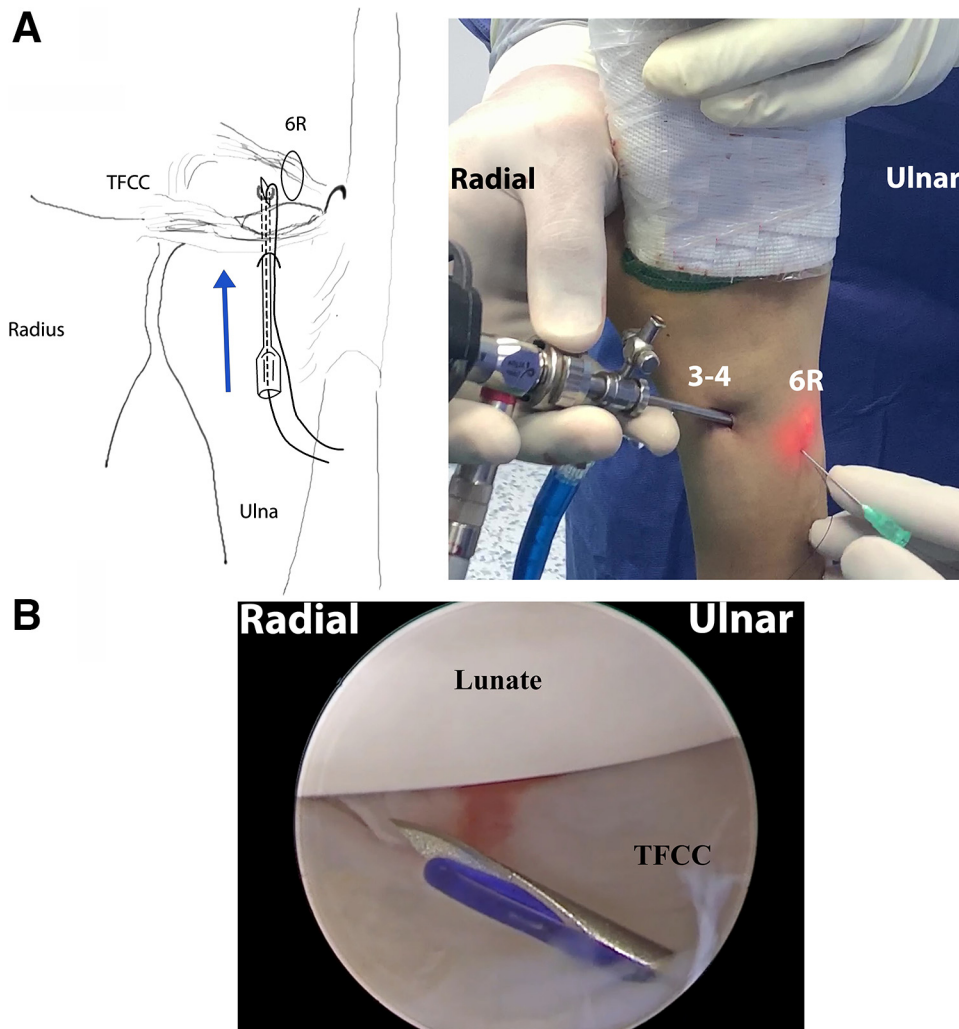 A
6R
TFCC
Radius
Ulna
Radial
Ulnar
3-4
6R
B
Radial
Ulnar
Lunate
TFCC